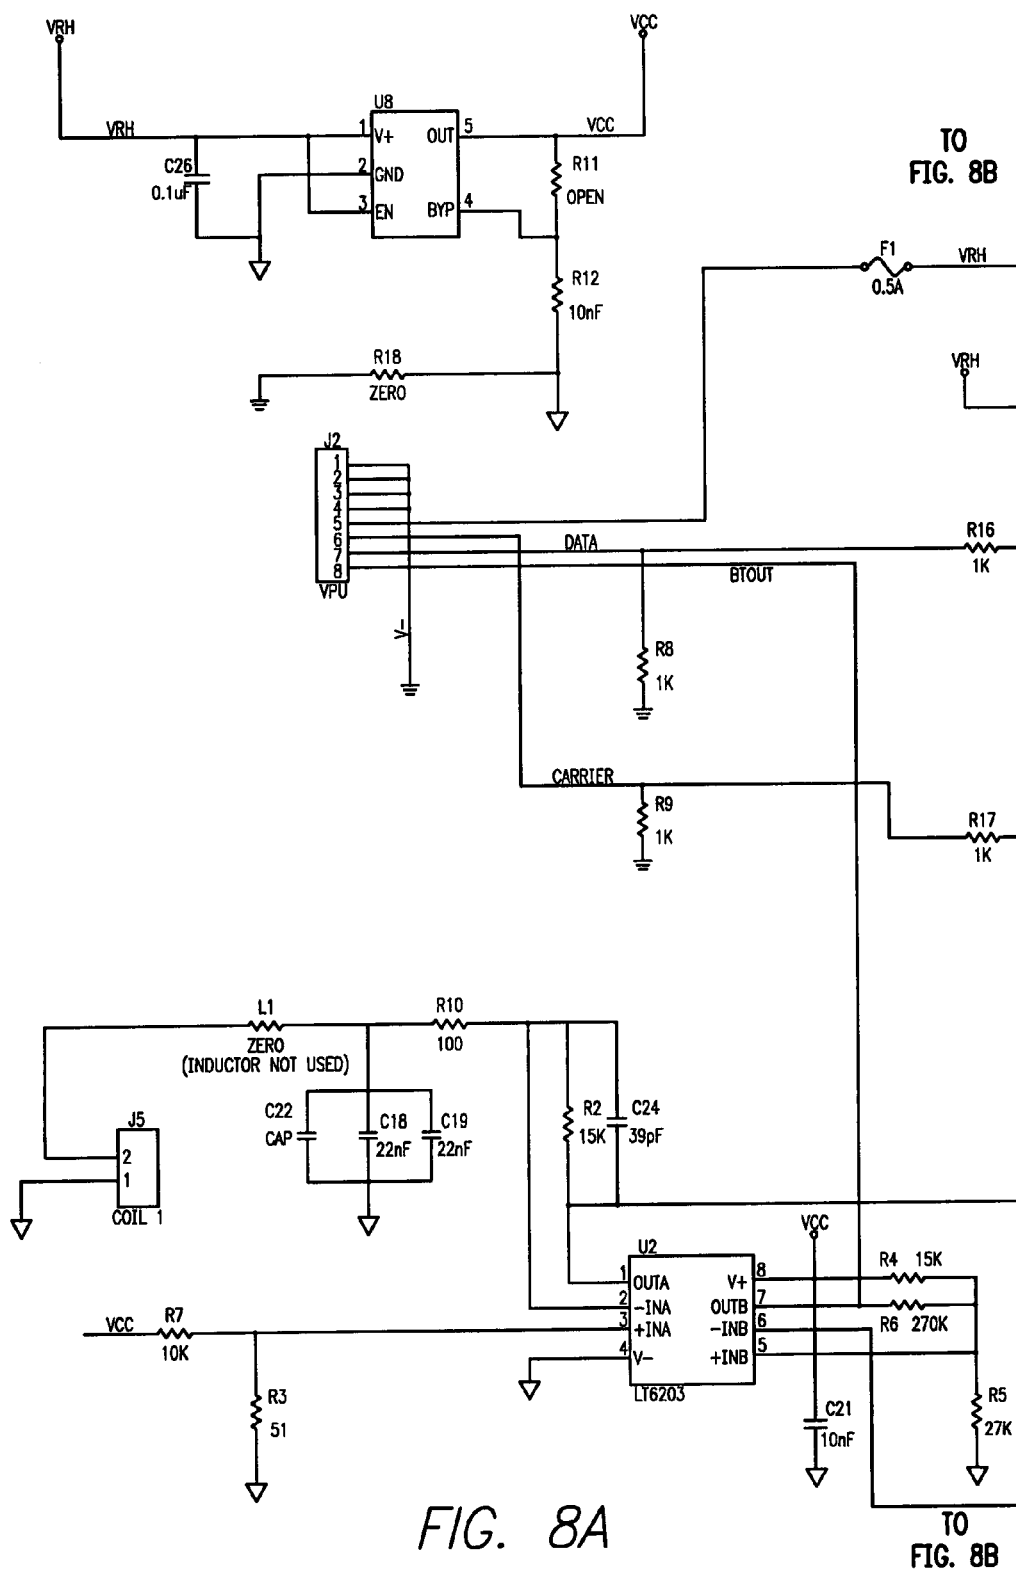 VRH
VCC
VRH
U8
1 V+
2 GND
3 EN
OUT 5
BYP 4
VCC
C26
0.1uF
R11
OPEN
R12
10nF
R18
ZERO
TO
FIG. 8B
F1
0.5A
VRH
VRH
J2
1
2
3
4
5
6
7
8
VPU
V-
DATA
BTOUT
R16
1K
R8
1K
CARRIER
R9
1K
R17
1K
L1
ZERO
(INDUCTOR NOT USED)
R10
100
C22
CAP
C18
22nF
C19
22nF
R2
15K
C24
39pF
J5
2
1
COIL 1
VCC
U2
1 OUTA
2 -INA
3 +INA
4 V-
V+ 8
OUTB 7
-INB 6
+INB 5
LT6203
R4 15K
R6 270K
VCC
R7
10K
R3
51
C21
10nF
R5
27K
FIG. 8A
TO
FIG. 8B